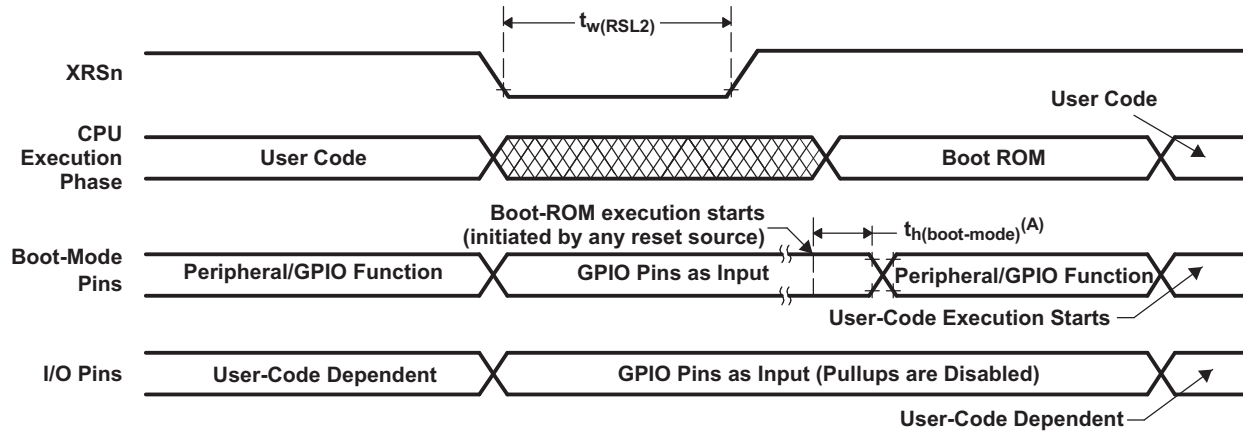 tw(RSL2)
XRSn
User Code
CPU
Execution
Phase
User Code
Boot ROM
Boot-ROM execution starts
(initiated by any reset source)
th(boot-mode)(A)
Boot-Mode
Pins
Peripheral/GPIO Function
GPIO Pins as Input
Peripheral/GPIO Function
User-Code Execution Starts
I/O Pins
User-Code Dependent
GPIO Pins as Input (Pullups are Disabled)
User-Code Dependent